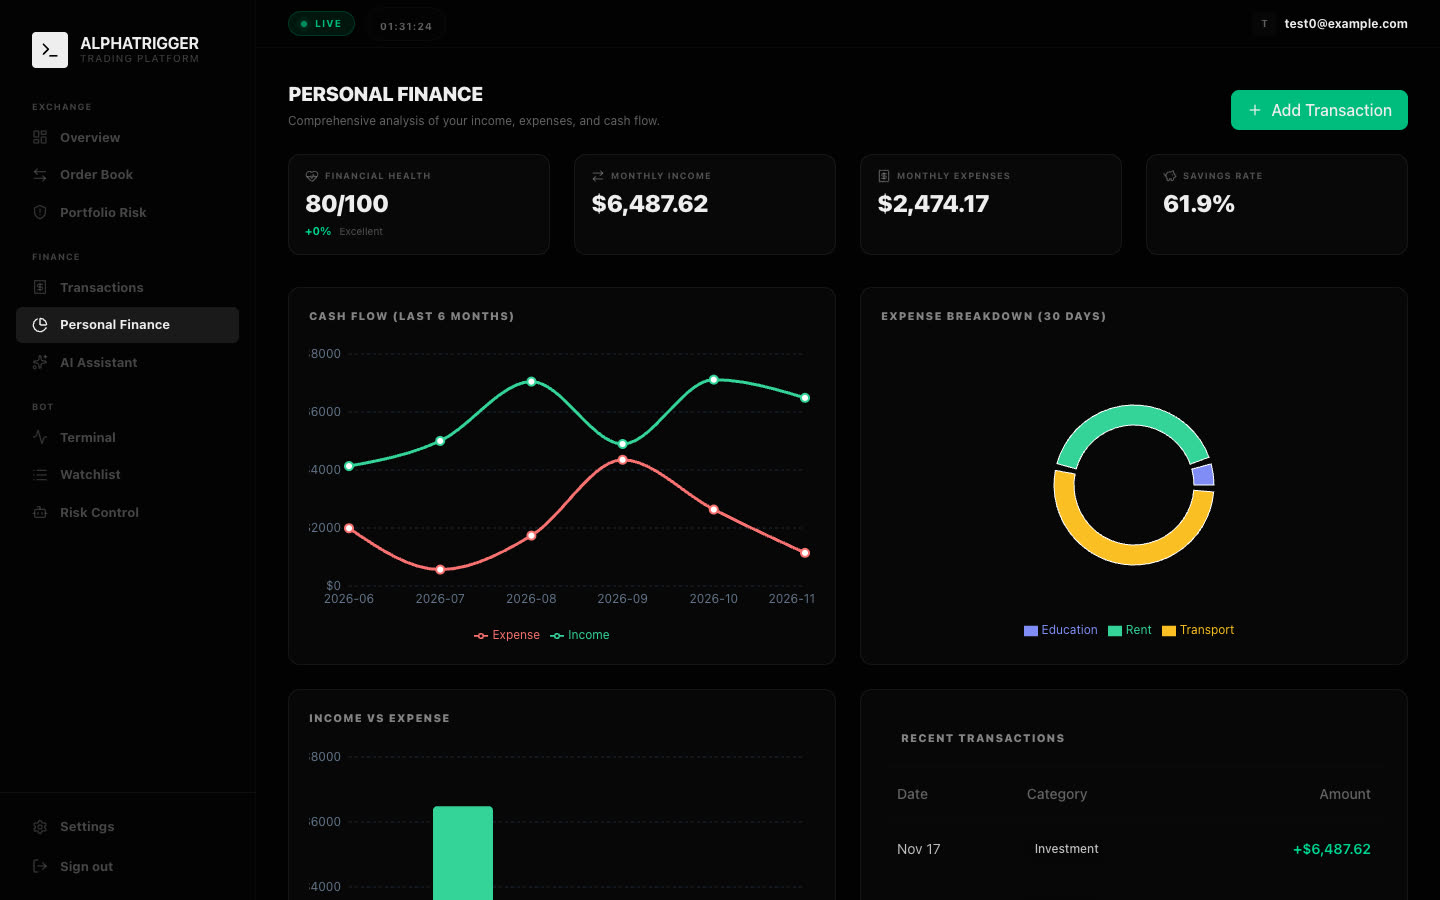 ALPHATRIGGER
TRADING PLATFORM
EXCHANGE
Overview
Order Book
Portfolio Risk
FINANCE
Transactions
Personal Finance
AI Assistant
BOT
Terminal
Watchlist
Risk Control
Settings
Sign out
LIVE
01:31:24
T
test0@example.com
PERSONAL FINANCE
Comprehensive analysis of your income, expenses, and cash flow.
+ Add Transaction
FINANCIAL HEALTH
80/100
+0% Excellent
MONTHLY INCOME
$6,487.62
MONTHLY EXPENSES
$2,474.17
SAVINGS RATE
61.9%
CASH FLOW (LAST 6 MONTHS)
$8000
$6000
$4000
$2000
$0
2026-06 2026-07 2026-08 2026-09 2026-10 2026-11
Expense Income
EXPENSE BREAKDOWN (30 DAYS)
Education Rent Transport
INCOME VS EXPENSE
$8000
$6000
$4000
RECENT TRANSACTIONS
Date Category Amount
Nov 17 Investment +$6,487.62